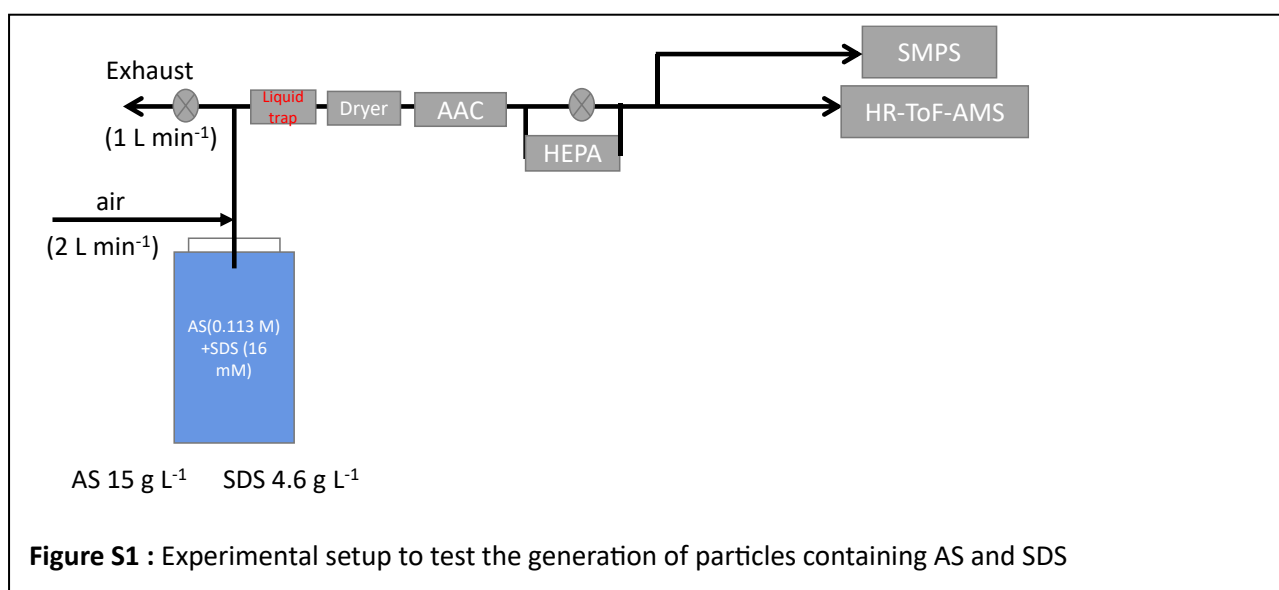 SMPS
Exhaust
Liquid
trap
Dryer
AAC
HR-ToF-AMS
(1 L min⁻¹)
HEPA
air
(2 L min⁻¹)
AS(0.113 M)
+SDS (16
mM)
AS 15 g L⁻¹ SDS 4.6 g L⁻¹
Figure S1 : Experimental setup to test the generation of particles containing AS and SDS